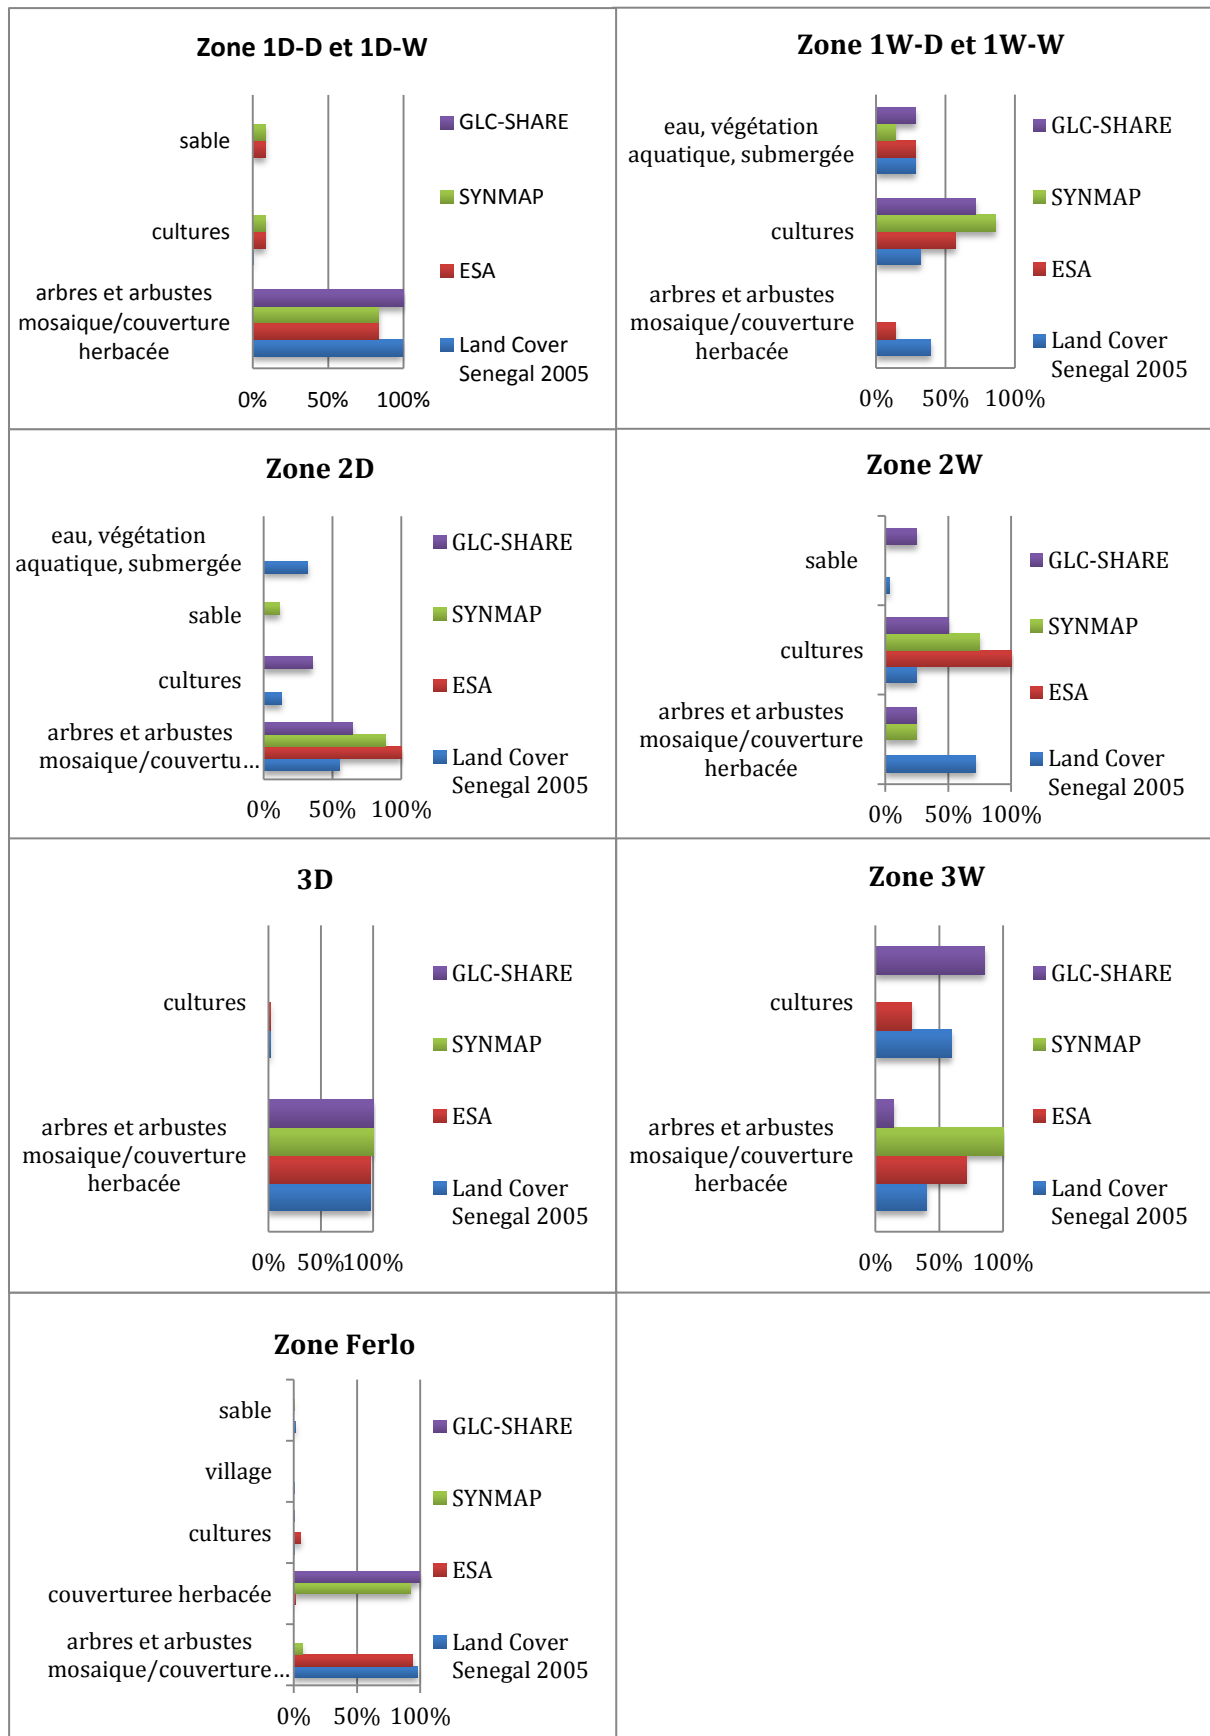 Zone 1D-D et 1D-W
sable
cultures
arbres et arbustes
mosaique/couverture
herbacée
0%
50%
100%
GLC-SHARE
SYNMAP
ESA
Land Cover
Senegal 2005
Zone 1W-D et 1W-W
eau, végétation
aquatique, submergée
cultures
arbres et arbustes
mosaique/couverture
herbacée
0%
50%
100%
GLC-SHARE
SYNMAP
ESA
Land Cover
Senegal 2005
Zone 2D
eau, végétation
aquatique, submergée
sable
cultures
arbres et arbustes
mosaique/couvertu…
0%
50%
100%
GLC-SHARE
SYNMAP
ESA
Land Cover
Senegal 2005
Zone 2W
sable
cultures
arbres et arbustes
mosaique/couverture
herbacée
0%
50%
100%
GLC-SHARE
SYNMAP
ESA
Land Cover
Senegal 2005
3D
cultures
arbres et arbustes
mosaique/couverture
herbacée
0%
50%
100%
GLC-SHARE
SYNMAP
ESA
Land Cover
Senegal 2005
Zone 3W
cultures
arbres et arbustes
mosaique/couverture
herbacée
0%
50%
100%
GLC-SHARE
SYNMAP
ESA
Land Cover
Senegal 2005
Zone Ferlo
sable
village
cultures
couverturee herbacée
arbres et arbustes
mosaique/couverture…
0%
50%
100%
GLC-SHARE
SYNMAP
ESA
Land Cover
Senegal 2005